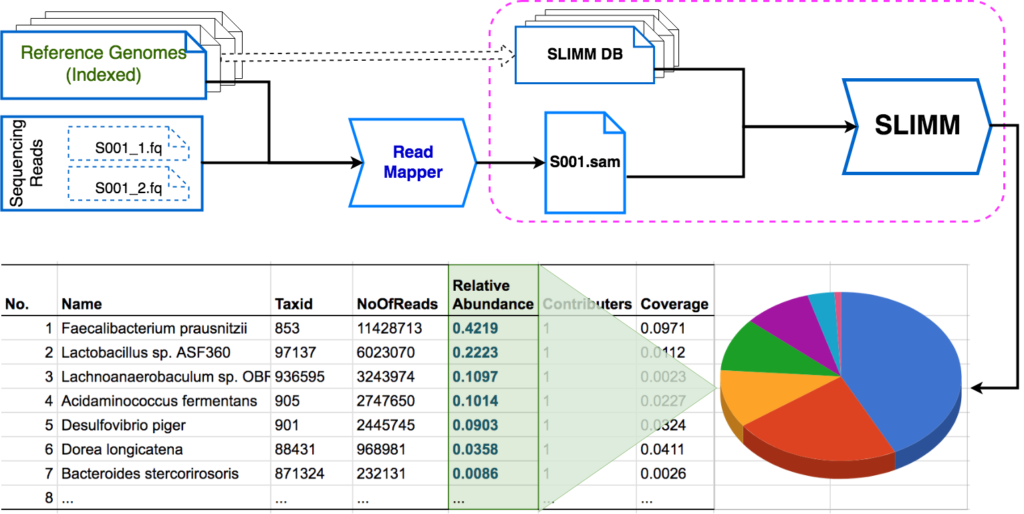 Reference Genomes
(Indexed)
SLIMM DB
SLIMM
Sequencing
Reads
S001_1.fq
S001_2.fq
Read
Mapper
S001.sam
No. Name Taxid NoOfReads Relative Abundance Contributers Coverage
1 Faecalibacterium prausnitzii 853 11428713 0.4219 1 0.0971
2 Lactobacillus sp. ASF360 97137 6023070 0.2223 1 0.0112
3 Lachnoanaerobaculum sp. OBF 936595 3243974 0.1097 1 0.0023
4 Acidaminococcus fermentans 905 2747650 0.1014 1 0.0227
5 Desulfovibrio piger 901 2445745 0.0903 1 0.0324
6 Dorea longicatena 88431 968981 0.0358 1 0.0411
7 Bacteroides stercorirosoris 871324 232131 0.0086 1 0.0026
8 ... ... ... ... ... ...